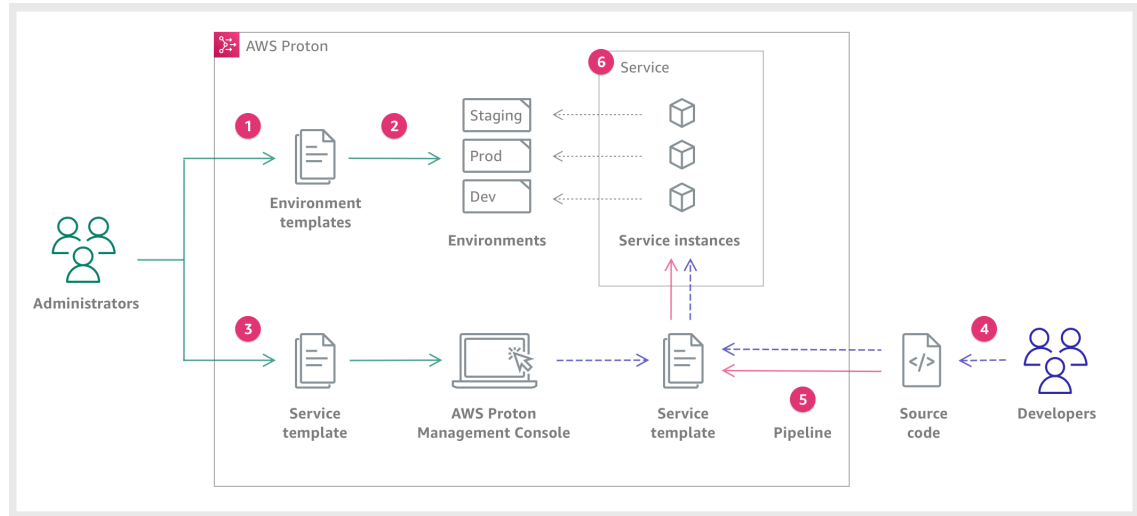 AWS Proton
6
Service
1
2
Staging
Prod
Dev
Environment
templates
Environments
Service instances
Administrators
3
4
5
Service
template
AWS Proton
Management Console
Service
template
Pipeline
Source
code
Developers
</>